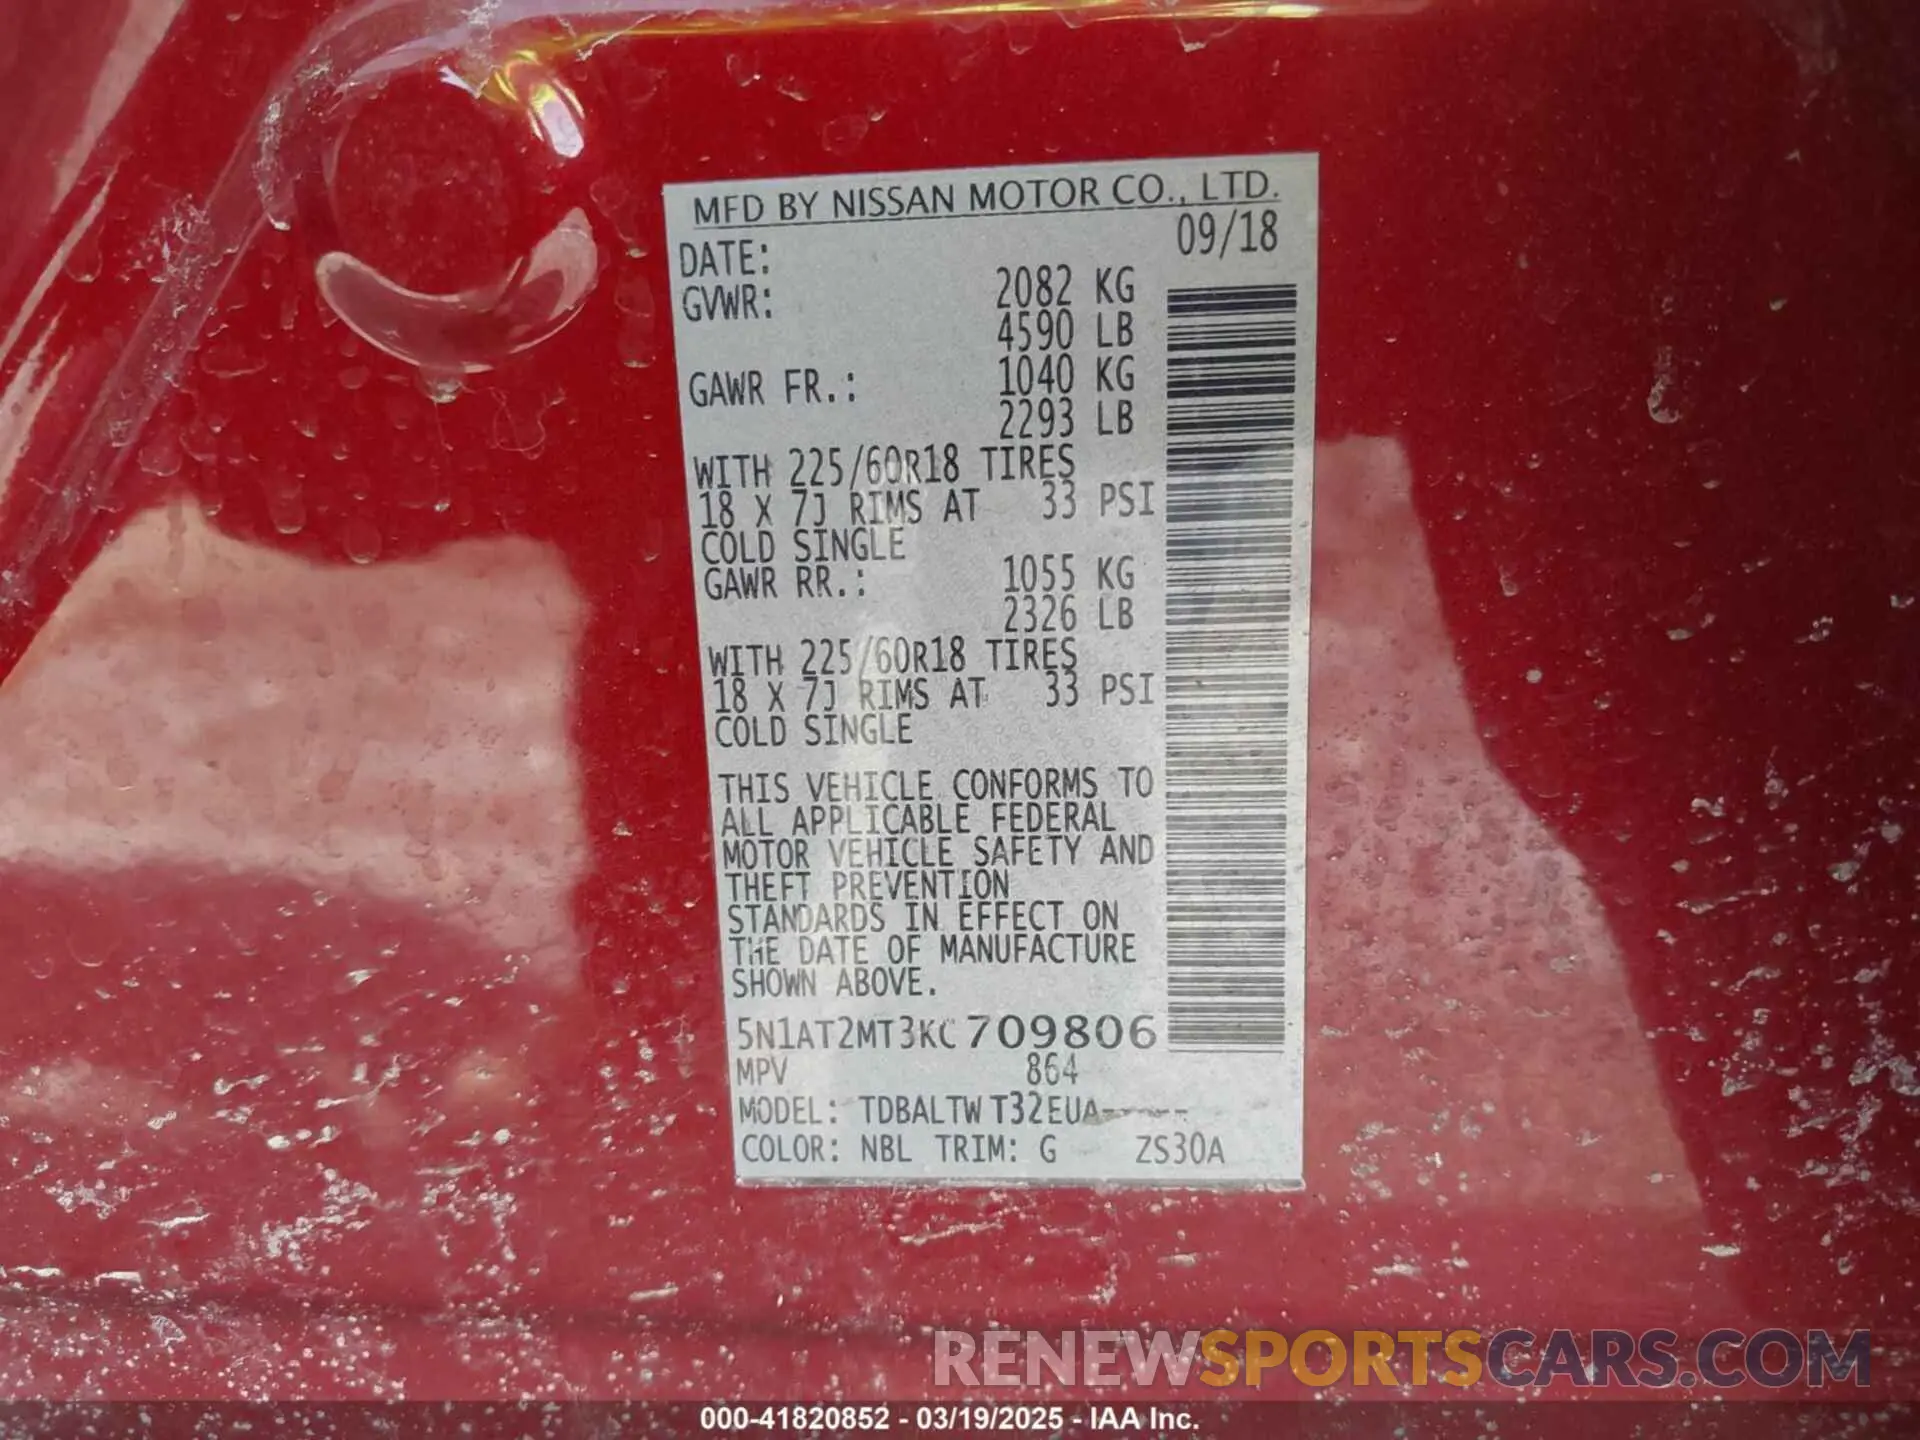 MFD BY NISSAN MOTOR CO., LTD.
DATE: 09/18
GVWR: 2082 KG
4590 LB
GAWR FR.: 1040 KG
2293 LB
WITH 225/60R18 TIRES
18 X 7J RIMS AT 33 PSI
COLD SINGLE
GAWR RR.: 1055 KG
2326 LB
WITH 225/60R18 TIRES
18 X 7J RIMS AT 33 PSI
COLD SINGLE
THIS VEHICLE CONFORMS TO
ALL APPLICABLE FEDERAL
MOTOR VEHICLE SAFETY AND
THEFT PREVENTION
STANDARDS IN EFFECT ON
THE DATE OF MANUFACTURE
SHOWN ABOVE.
5N1AT2MT3KC709806
MPV 864
MODEL: TDBALTW T32EUA-----
COLOR: NBL TRIM: G ZS30A
RENEWSPORTSCARS.COM
000-41820852 - 03/19/2025 - IAA Inc.